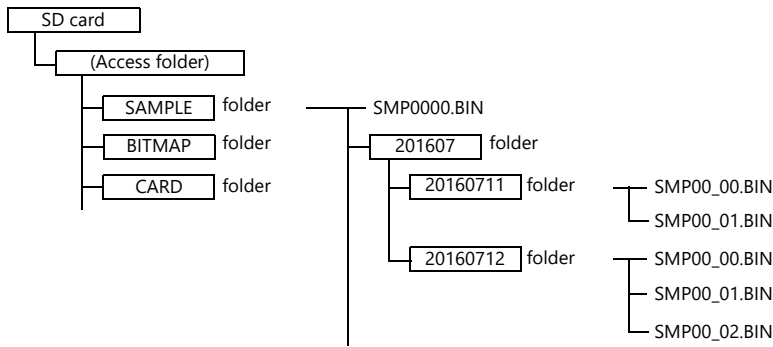 SD card
(Access folder)
SAMPLE folder SMP0000.BIN
BITMAP folder 201607 folder
CARD folder 20160711 folder SMP00_00.BIN
SMP00_01.BIN
20160712 folder SMP00_00.BIN
SMP00_01.BIN
SMP00_02.BIN